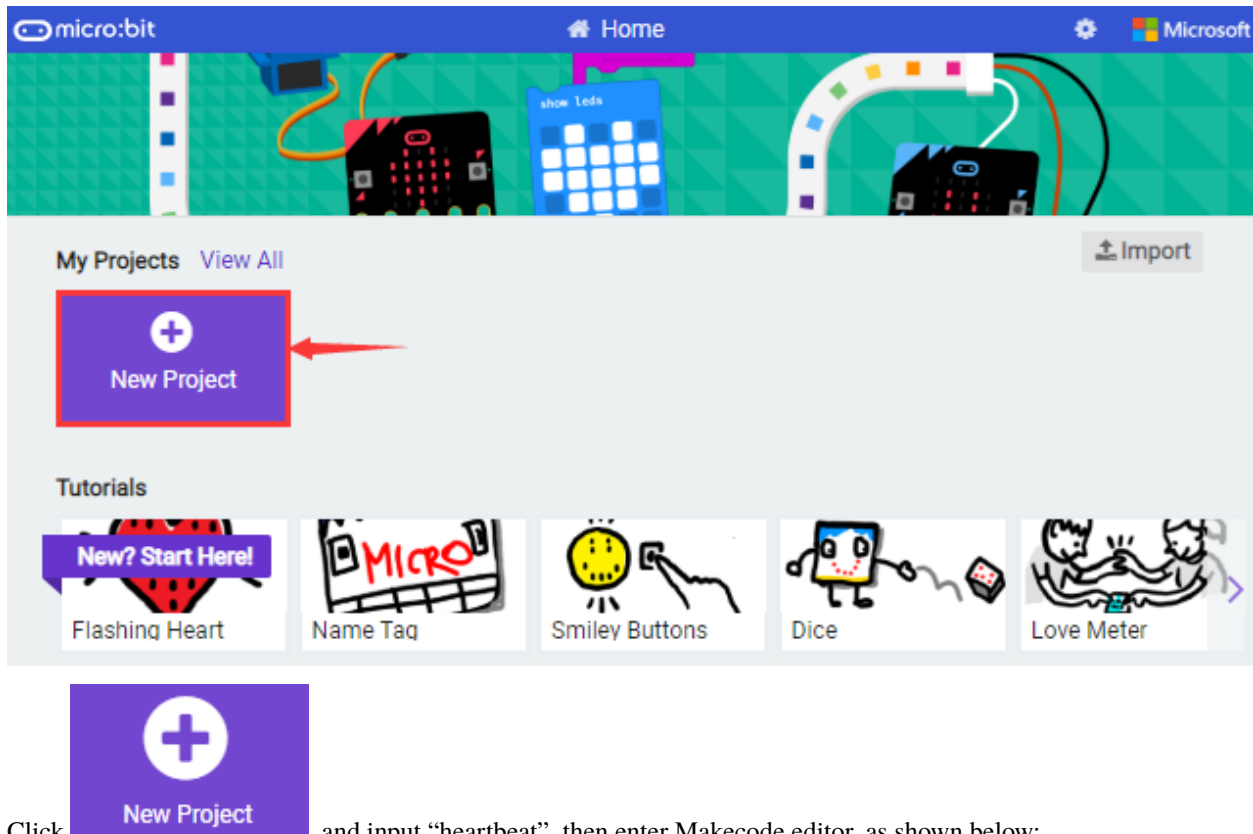 micro:bit Home Microsoft
show leds
My Projects View All Import
New Project
Tutorials
New? Start Here!
MICRO
Flashing Heart Name Tag Smiley Buttons Dice Love Meter
New Project
Click and input “heartbeat”, then enter Makecode editor, as shown below: